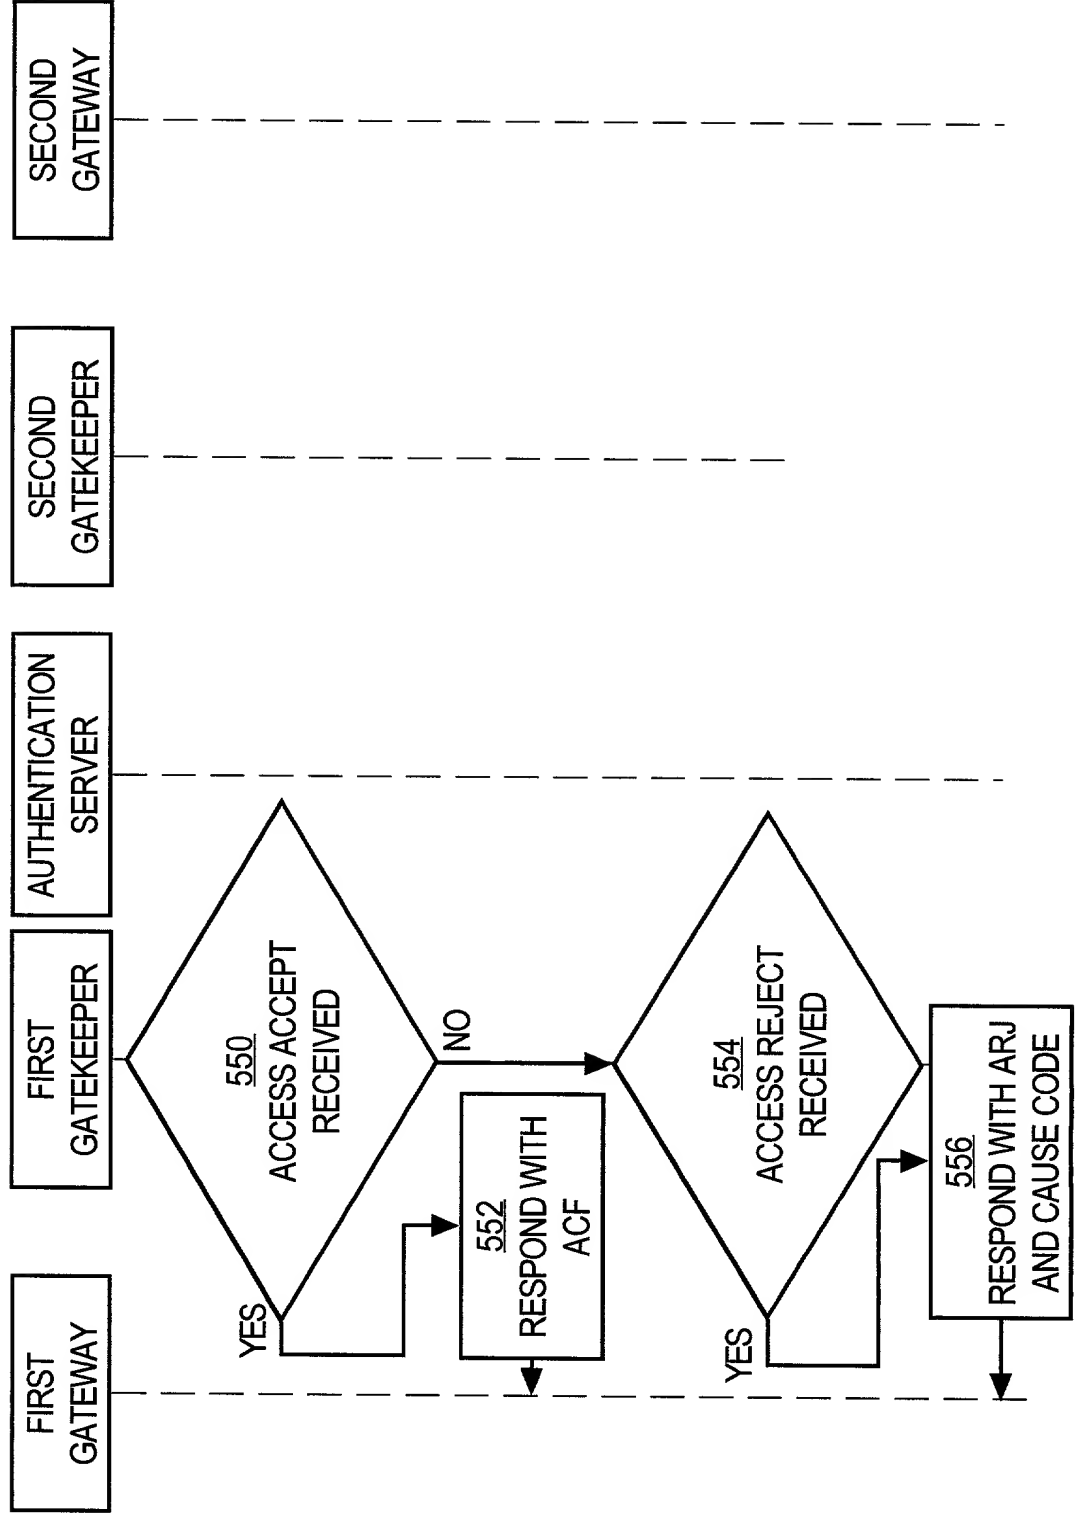 FIRST
GATEWAY
FIRST
GATEKEEPER
AUTHENTICATION
SERVER
SECOND
GATEKEEPER
SECOND
GATEWAY
550
ACCESS ACCEPT
RECEIVED
YES
NO
552
RESPOND WITH
ACF
554
ACCESS REJECT
RECEIVED
YES
556
RESPOND WITH ARJ
AND CAUSE CODE